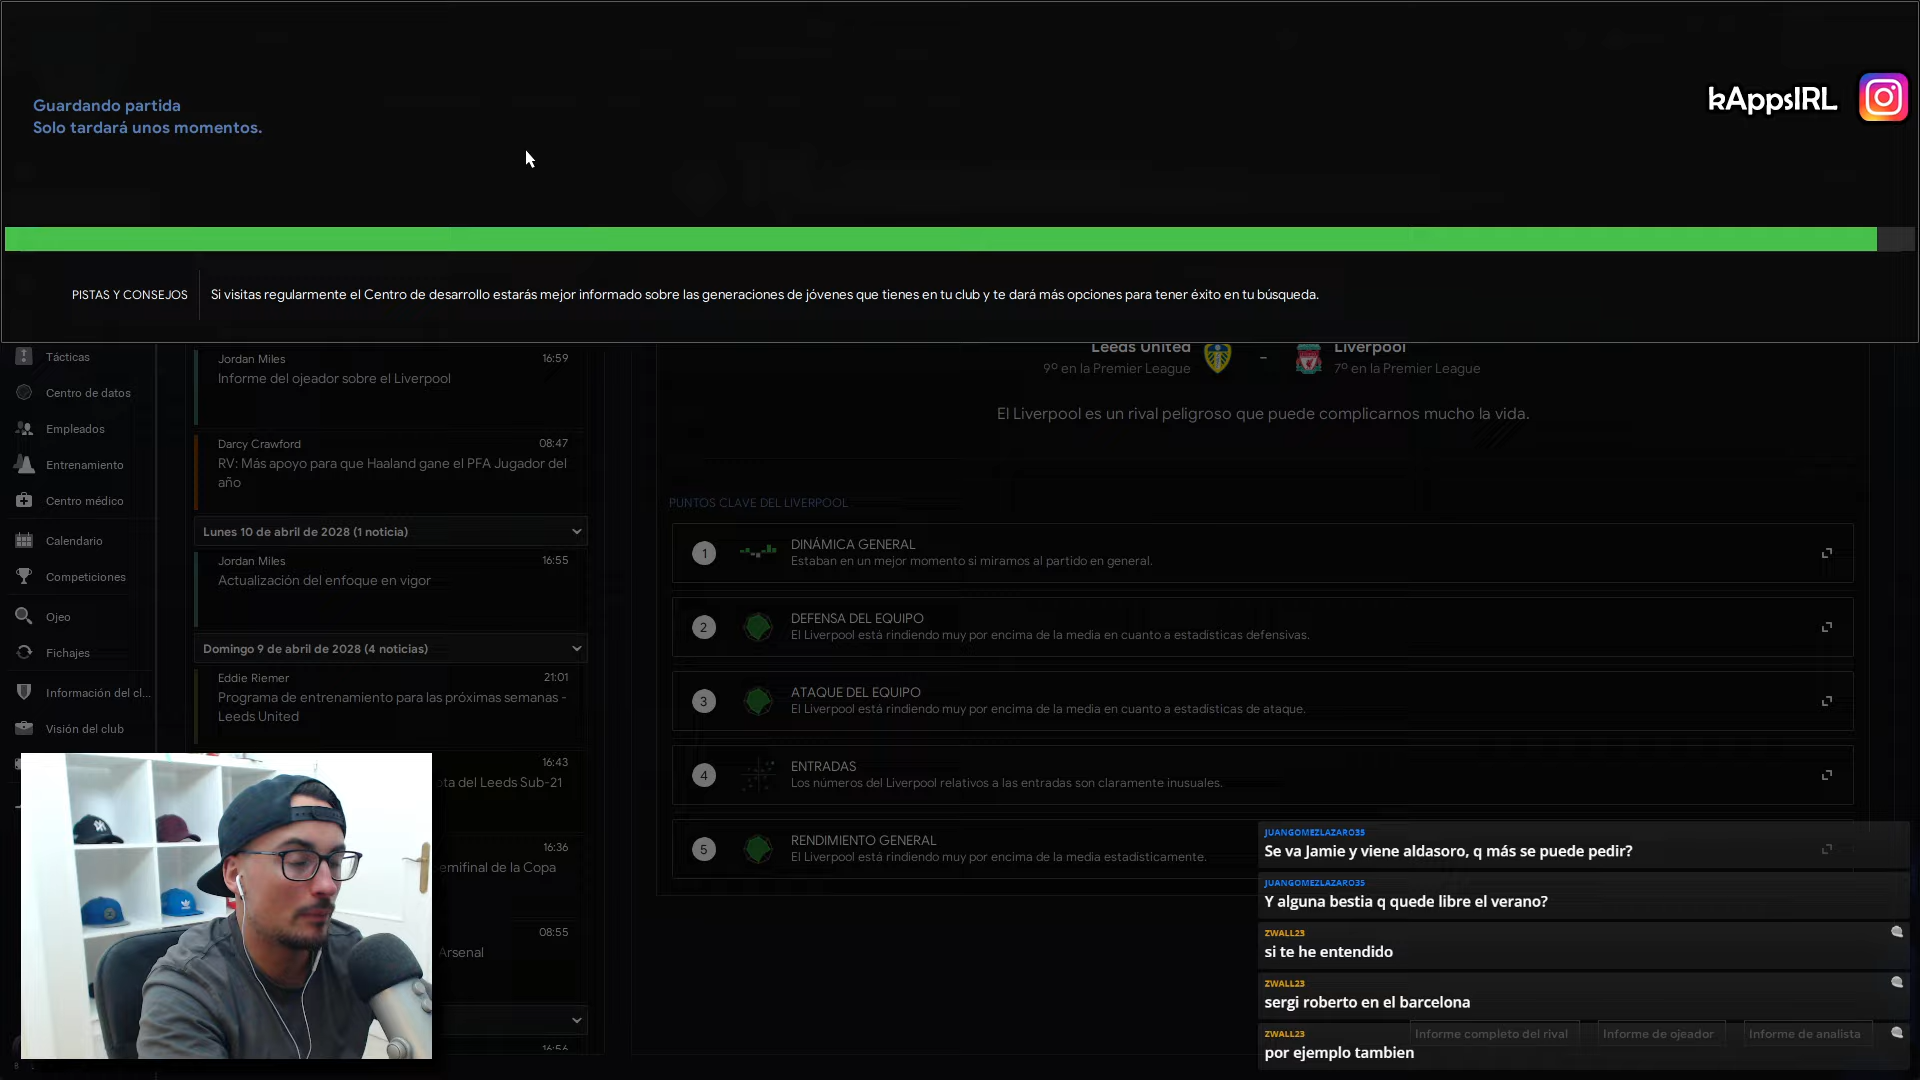 kAppsIRL
Guardando partida
Solo tardará unos momentos.
PISTAS Y CONSEJOS
Si visitas regularmente el Centro de desarrollo estarás mejor informado sobre las generaciones de jóvenes que tienes en tu club y te dará más opciones para tener éxito en tu búsqueda.
Tácticas
Centro de datos
Empleados
Entrenamiento
Centro médico
Calendario
Competiciones
Ojeo
Fichajes
Información del cl...
Visión del club
Jordan Miles
16:59
Informe del ojeador sobre el Liverpool
Darcy Crawford
08:47
RV: Más apoyo para que Haaland gane el PFA Jugador del
año
Lunes 10 de abril de 2028 (1 noticia)
Jordan Miles
16:55
Actualización del enfoque en vigor
Domingo 9 de abril de 2028 (4 noticias)
Eddie Riemer
21:01
Programa de entrenamiento para las próximas semanas -
Leeds United
16:43
ota del Leeds Sub-21
16:36
emifinal de la Copa
08:55
Arsenal
16:56
Leeds United
-
Liverpool
9º en la Premier League
7º en la Premier League
El Liverpool es un rival peligroso que puede complicarnos mucho la vida.
PUNTOS CLAVE DEL LIVERPOOL
1
DINÁMICA GENERAL
Estaban en un mejor momento si miramos al partido en general.
2
DEFENSA DEL EQUIPO
El Liverpool está rindiendo muy por encima de la media en cuanto a estadísticas defensivas.
3
ATAQUE DEL EQUIPO
El Liverpool está rindiendo muy por encima de la media en cuanto a estadísticas de ataque.
4
ENTRADAS
Los números del Liverpool relativos a las entradas son claramente inusuales.
5
RENDIMIENTO GENERAL
El Liverpool está rindiendo muy por encima de la media estadísticamente.
JUANGOMEZLAZARO35
Se va Jamie y viene aldasoro, q más se puede pedir?
JUANGOMEZLAZARO35
Y alguna bestia q quede libre el verano?
ZWALL23
si te he entendido
ZWALL23
sergi roberto en el barcelona
ZWALL23
por ejemplo tambien
Informe completo del rival
Informe de ojeador
Informe de analista